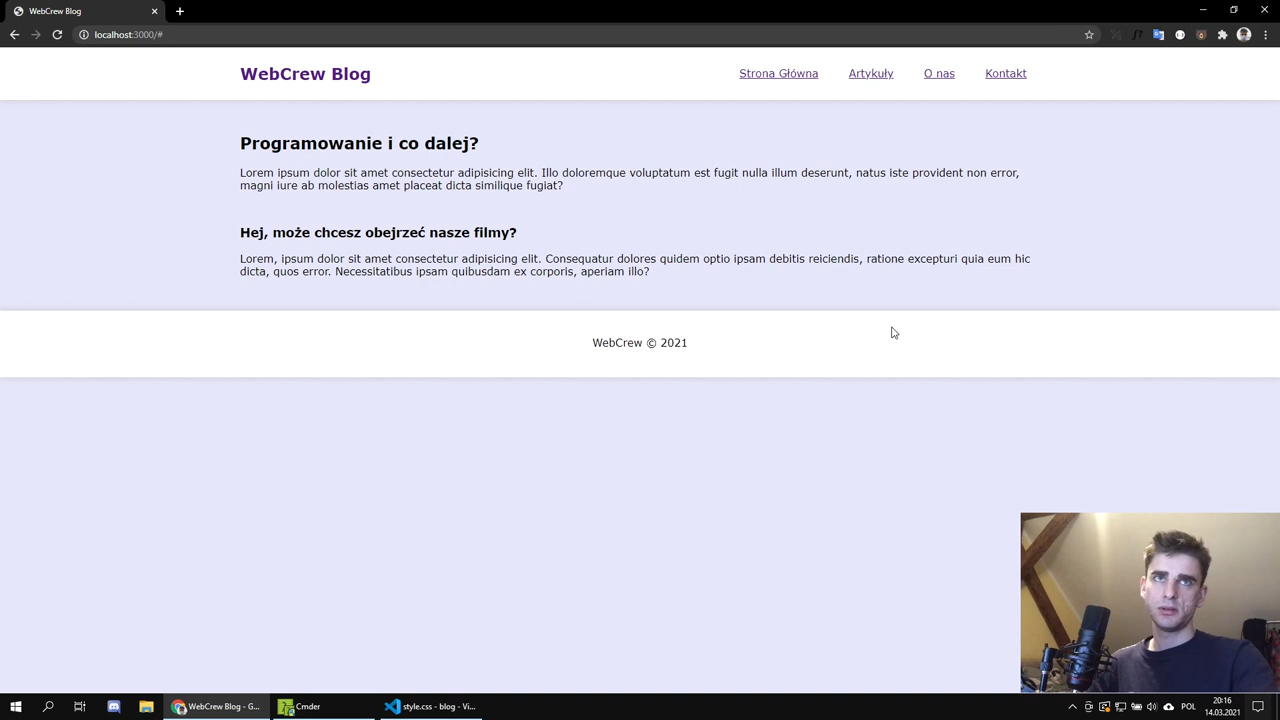 WebCrew Blog
localhost:3000/#
WebCrew Blog
Strona Główna Artykuły O nas Kontakt
Programowanie i co dalej?
Lorem ipsum dolor sit amet consectetur adipisicing elit. Illo doloremque voluptatum est fugit nulla illum deserunt, natus iste provident non error,
magni iure ab molestias amet placeat dicta similique fugiat?
Hej, może chcesz obejrzeć nasze filmy?
Lorem, ipsum dolor sit amet consectetur adipisicing elit. Consequatur dolores quidem optio ipsam debitis reiciendis, ratione excepturi quia eum hic
dicta, quos error. Necessitatibus ipsam quibusdam ex corporis, aperiam illo?
WebCrew © 2021
WebCrew Blog - G...
Cmder
style.css - blog - Vi...
POL
20:16
14.03.2021